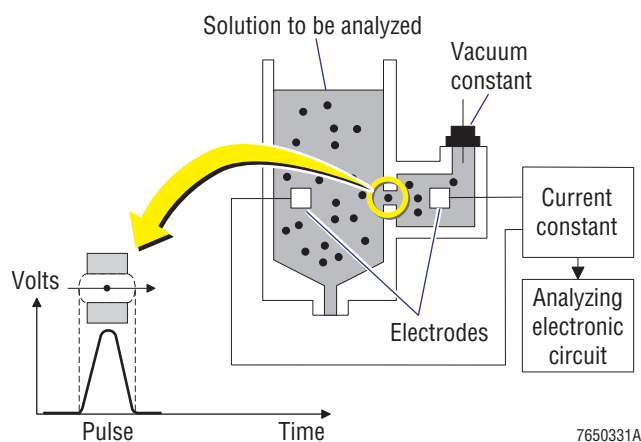 Solution to be analyzed
Vacuum
constant
Current
constant
Volts
Electrodes
Analyzing
electronic
circuit
Pulse
Time
7650331A